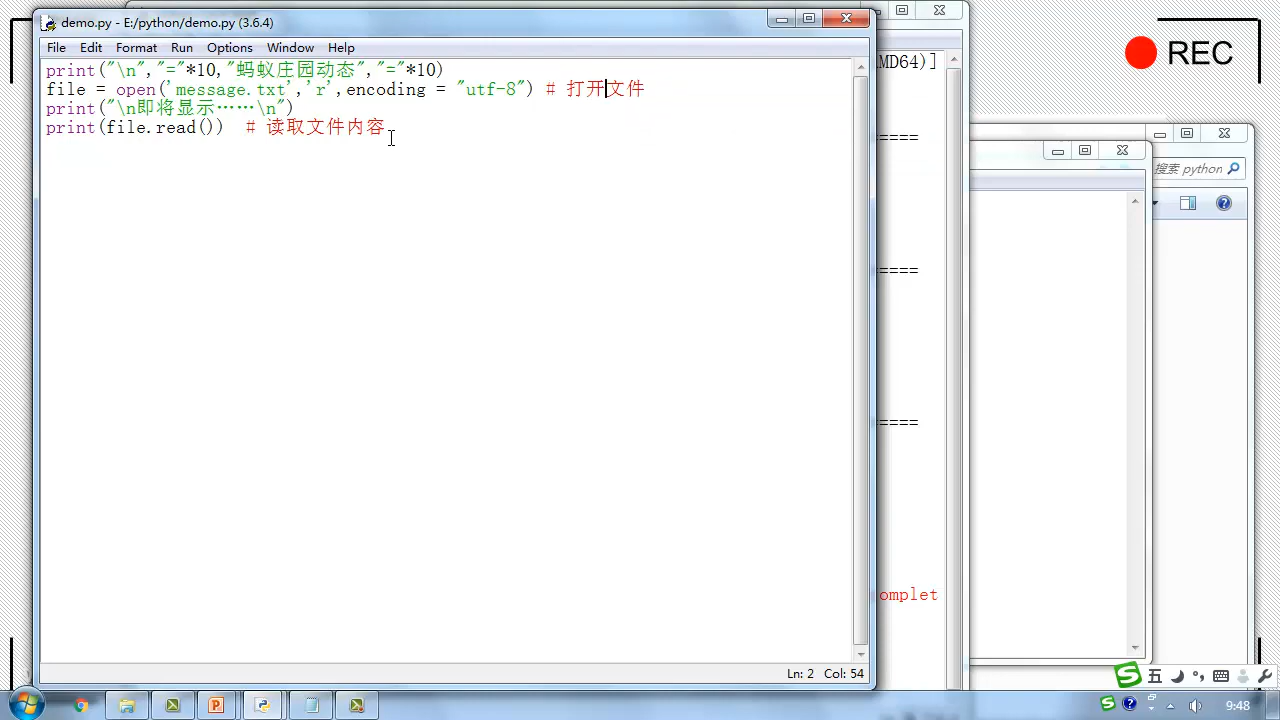 demo.py - E:/python/demo.py (3.6.4)
File Edit Format Run Options Window Help
print("\n","="*10,"蚂蚁庄园动态","="*10)
file = open('message.txt','r',encoding = "utf-8") # 打开文件
print("\n即将显示……\n")
print(file.read())  # 读取文件内容
Ln: 2 Col: 54
MD64)]
====
====
====
omplet
搜索 python
REC
五
9:48